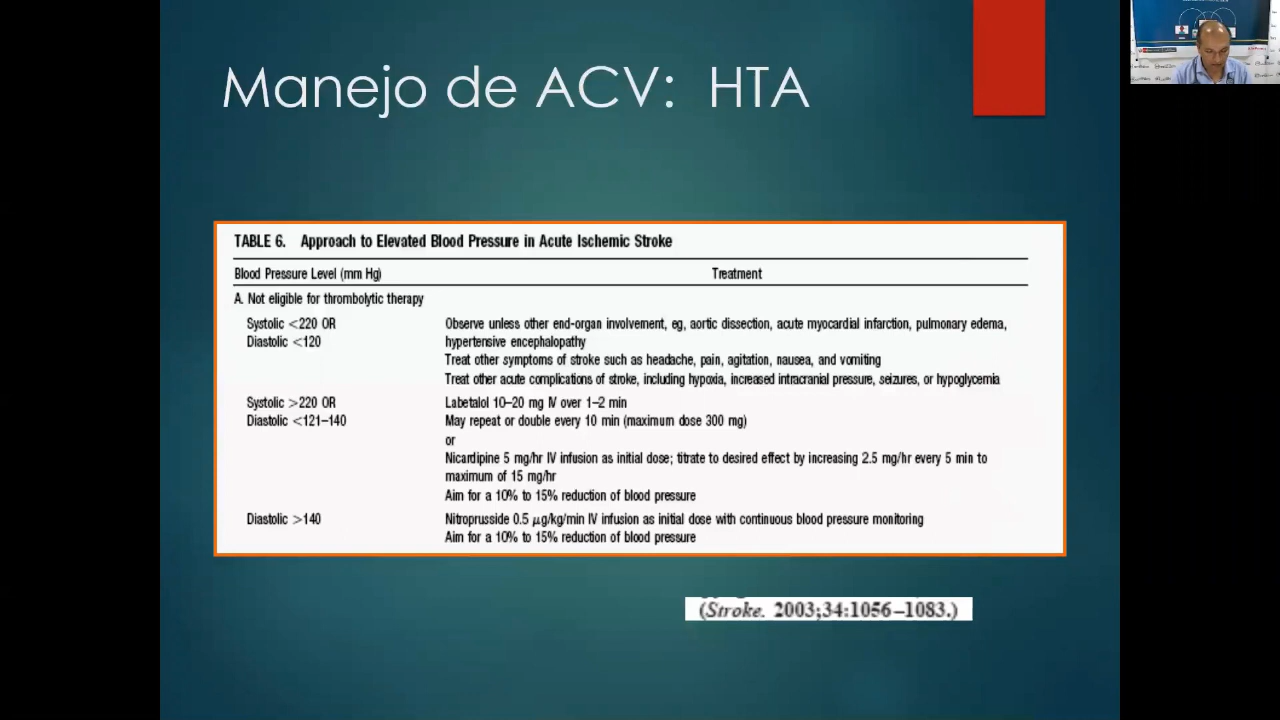 Manejo de ACV: HTA
TABLE 6. Approach to Elevated Blood Pressure in Acute Ischemic Stroke
Blood Pressure Level (mm Hg) Treatment
A. Not eligible for thrombolytic therapy
Systolic <220 OR Observe unless other end-organ involvement, eg, aortic dissection, acute myocardial infarction, pulmonary edema,
Diastolic <120 hypertensive encephalopathy
Treat other symptoms of stroke such as headache, pain, agitation, nausea, and vomiting
Treat other acute complications of stroke, including hypoxia, increased intracranial pressure, seizures, or hypoglycemia
Systolic >220 OR Labetalol 10–20 mg IV over 1–2 min
Diastolic <121–140 May repeat or double every 10 min (maximum dose 300 mg)
or
Nicardipine 5 mg/hr IV infusion as initial dose; titrate to desired effect by increasing 2.5 mg/hr every 5 min to
maximum of 15 mg/hr
Aim for a 10% to 15% reduction of blood pressure
Diastolic >140 Nitroprusside 0.5 μg/kg/min IV infusion as initial dose with continuous blood pressure monitoring
Aim for a 10% to 15% reduction of blood pressure
(Stroke. 2003;34:1056–1083.)